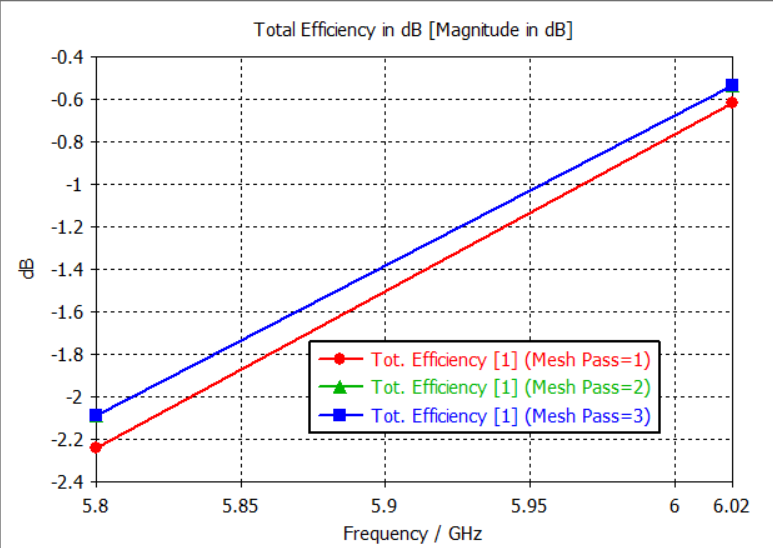 Total Efficiency in dB [Magnitude in dB]
-0.4
-0.6
-0.8
-1
-1.2
-1.4
-1.6
-1.8
-2
-2.2
-2.4
dB
Tot. Efficiency [1] (Mesh Pass=1)
Tot. Efficiency [1] (Mesh Pass=2)
Tot. Efficiency [1] (Mesh Pass=3)
5.8 5.85 5.9 5.95 6 6.02
Frequency / GHz